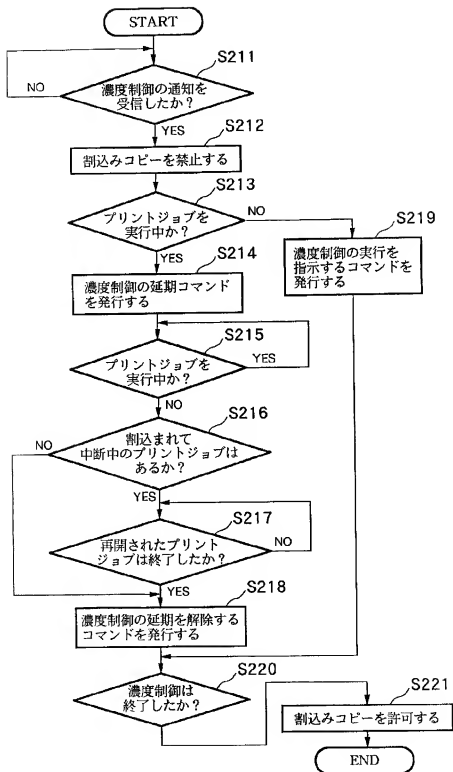 START
S211
濃度制御の通知を
受信したか？
NO
YES
S212
割込みコピーを禁止する
S213
プリントジョブを
実行中か？
NO
YES
S219
濃度制御の実行を
指示するコマンドを
発行する
S214
濃度制御の延期コマンド
を発行する
S215
プリントジョブを
実行中か？
YES
NO
S216
割込まれて
中断中のプリントジョブは
あるか？
NO
YES
S217
再開されたプリント
ジョブは終了したか？
NO
YES
S218
濃度制御の延期を解除する
コマンドを発行する
S220
濃度制御は
終了したか？
S221
割込みコピーを許可する
END